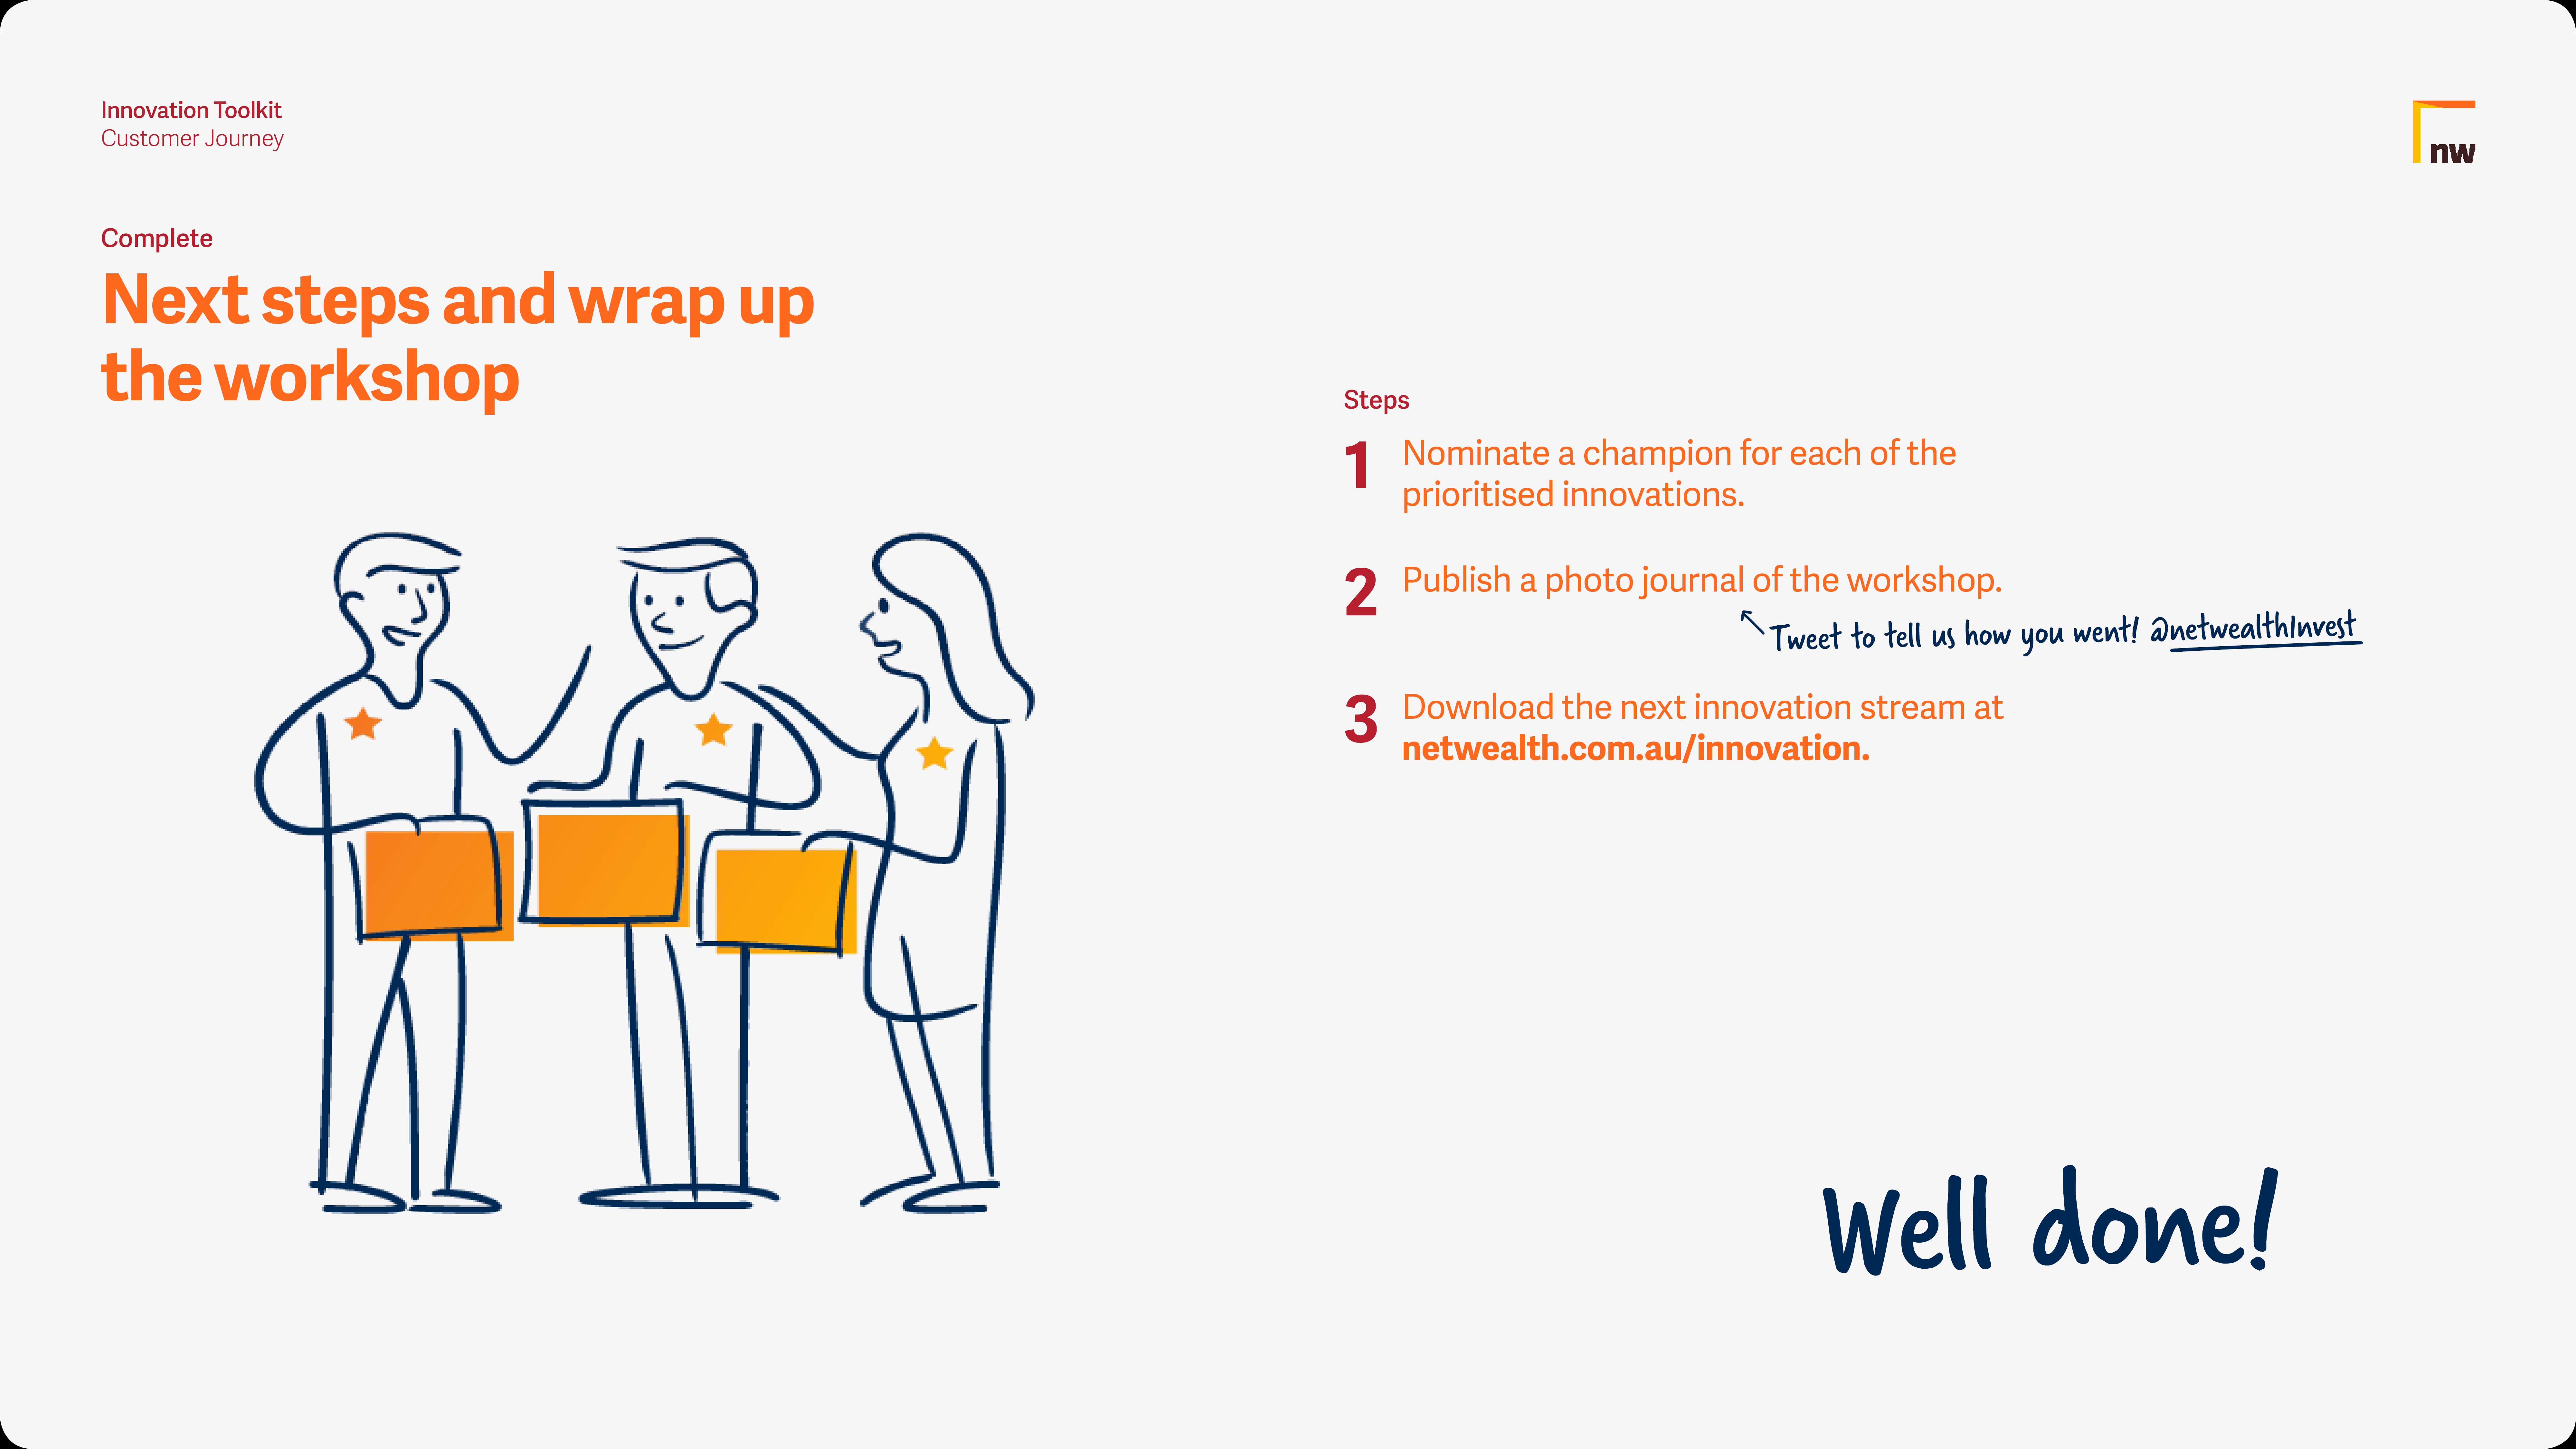 Innovation Toolkit
Customer Journey
nw
Complete
Next steps and wrap up
the workshop
Steps
1 Nominate a champion for each of the
prioritised innovations.
2 Publish a photo journal of the workshop.
Tweet to tell us how you went! @netwealthInvest
3 Download the next innovation stream at
netwealth.com.au/innovation.
Well done!